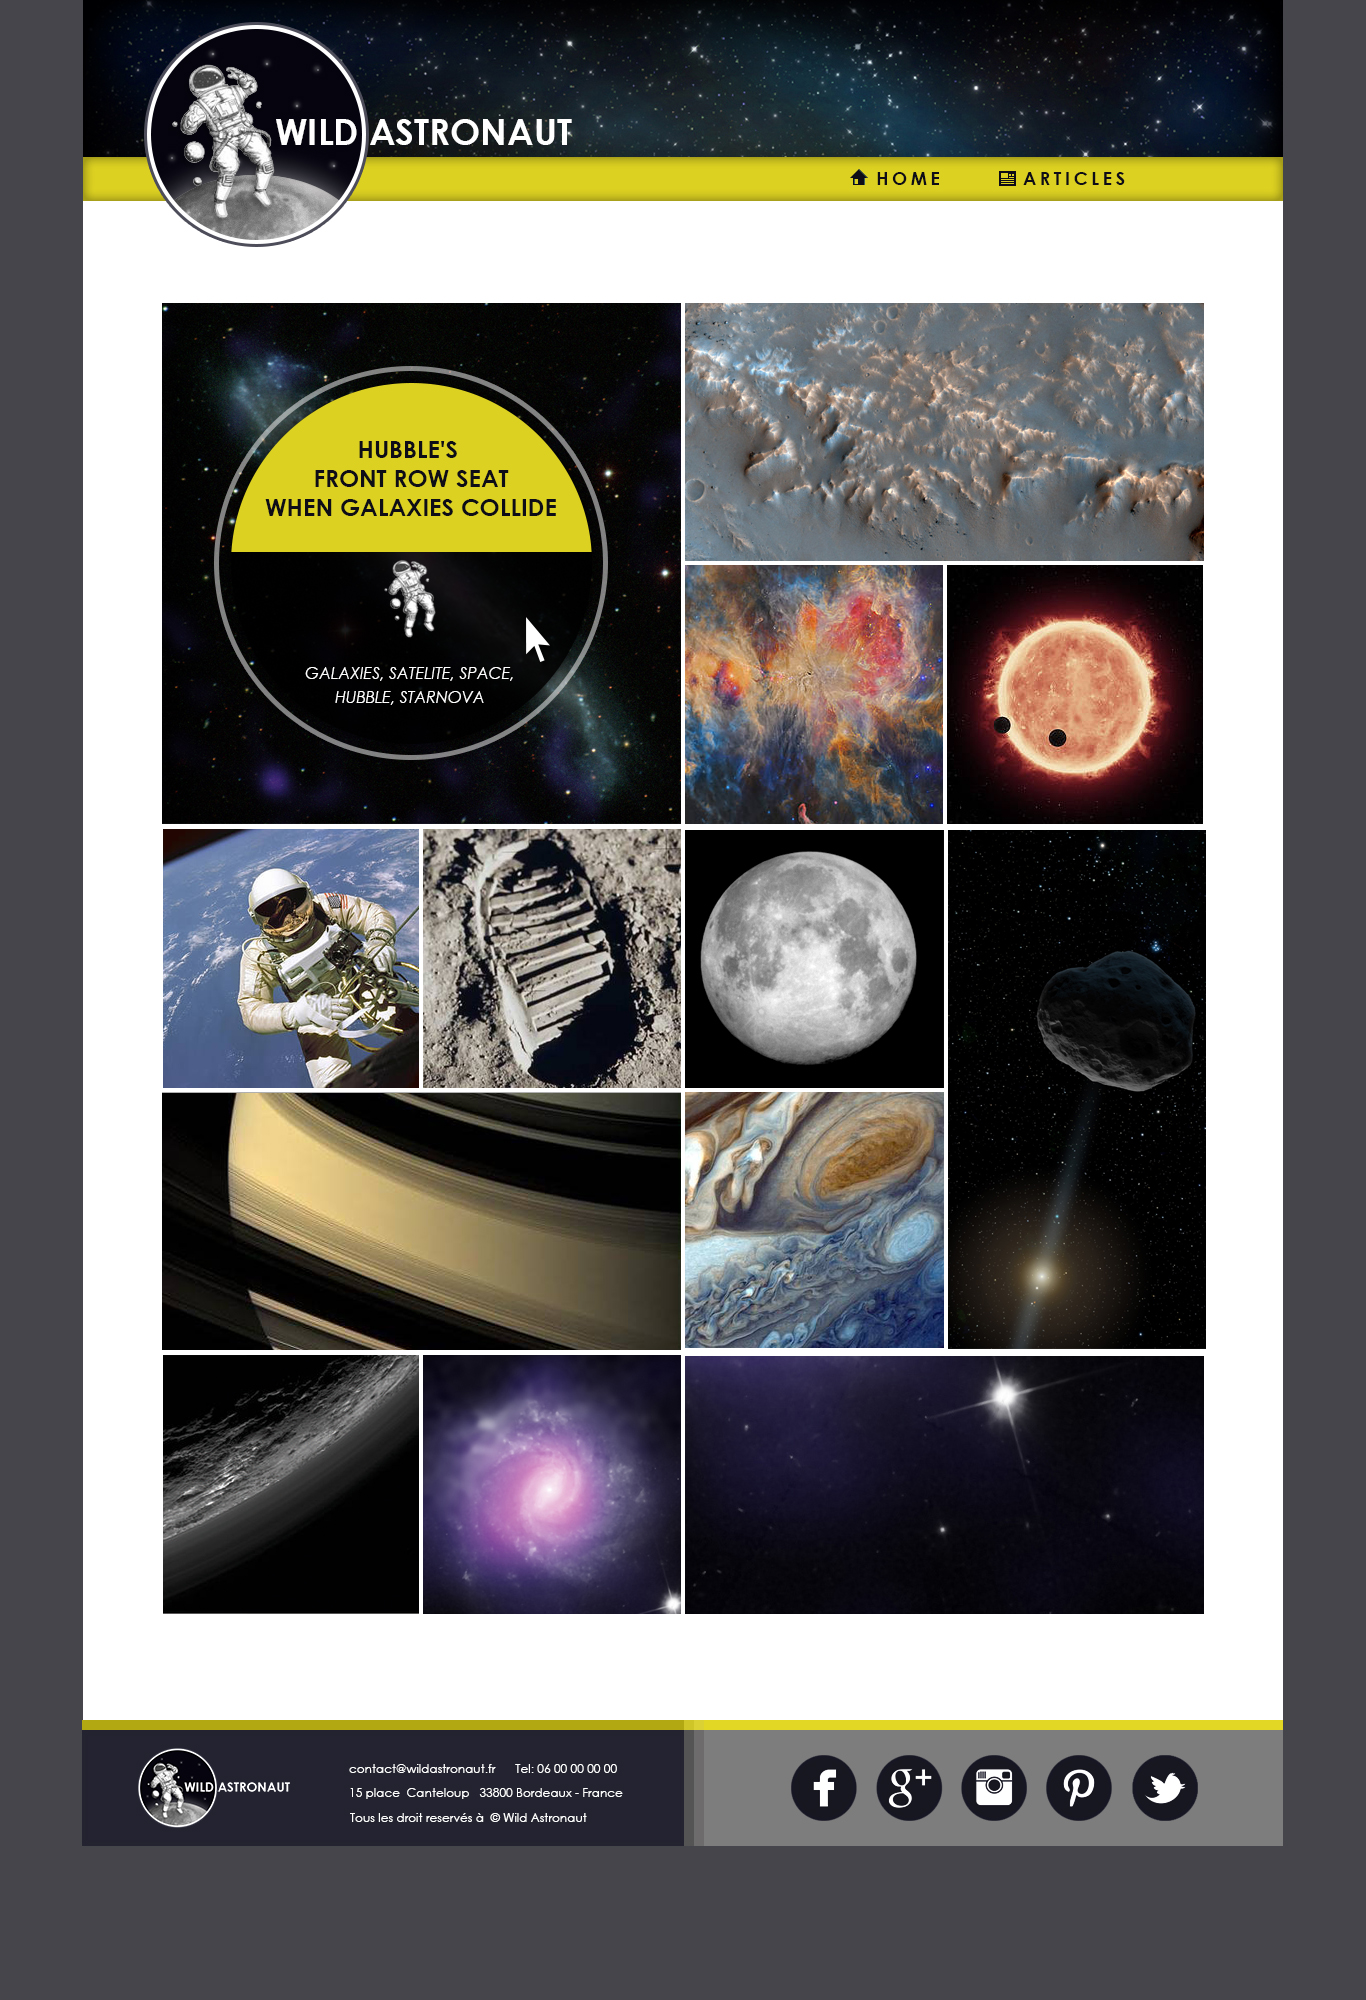 WILD ASTRONAUT
HOME
ARTICLES
HUBBLE'S
FRONT ROW SEAT
WHEN GALAXIES COLLIDE
GALAXIES, SATELITE, SPACE,
HUBBLE, STARNOVA
WILD ASTRONAUT
contact@wildastronaut.fr Tel: 06 00 00 00 00
15 place Canteloup 33800 Bordeaux - France
Tous les droit reservés à © Wild Astronaut
f g+ P